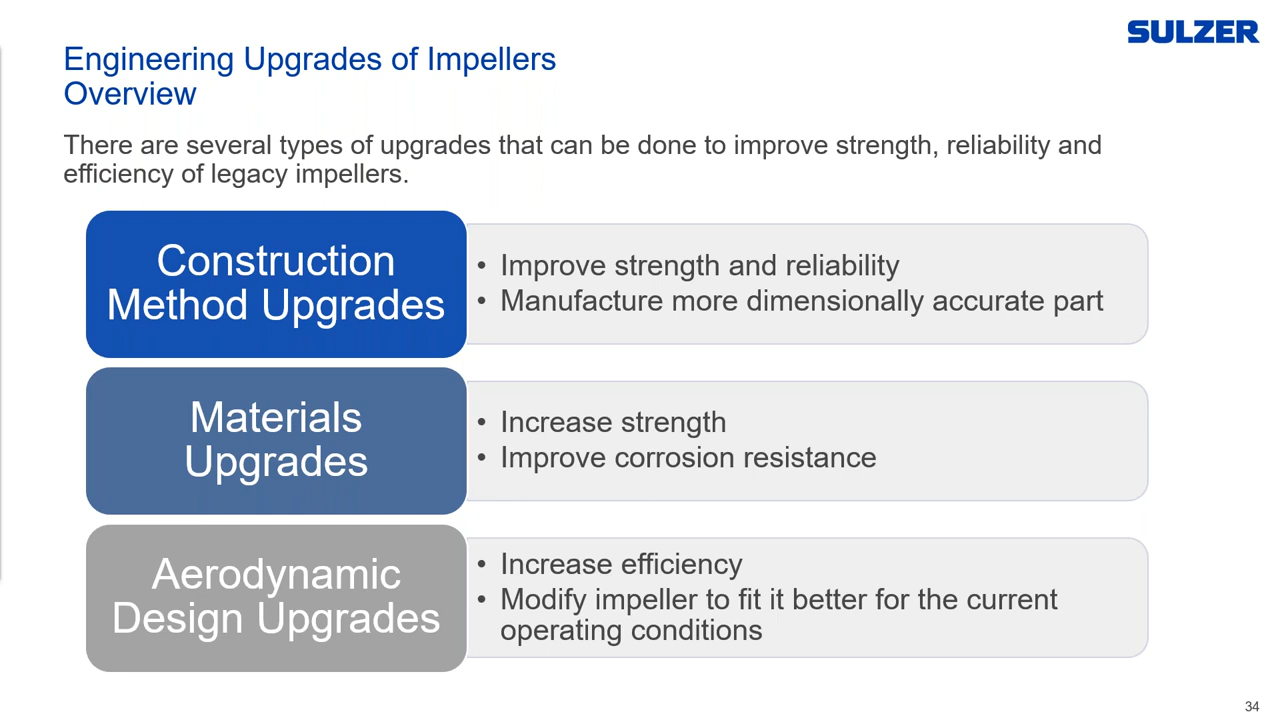 SULZER
Engineering Upgrades of Impellers
Overview
There are several types of upgrades that can be done to improve strength, reliability and
efficiency of legacy impellers.
Construction
Method Upgrades
• Improve strength and reliability
• Manufacture more dimensionally accurate part
Materials
Upgrades
• Increase strength
• Improve corrosion resistance
Aerodynamic
Design Upgrades
• Increase efficiency
• Modify impeller to fit it better for the current
operating conditions
34